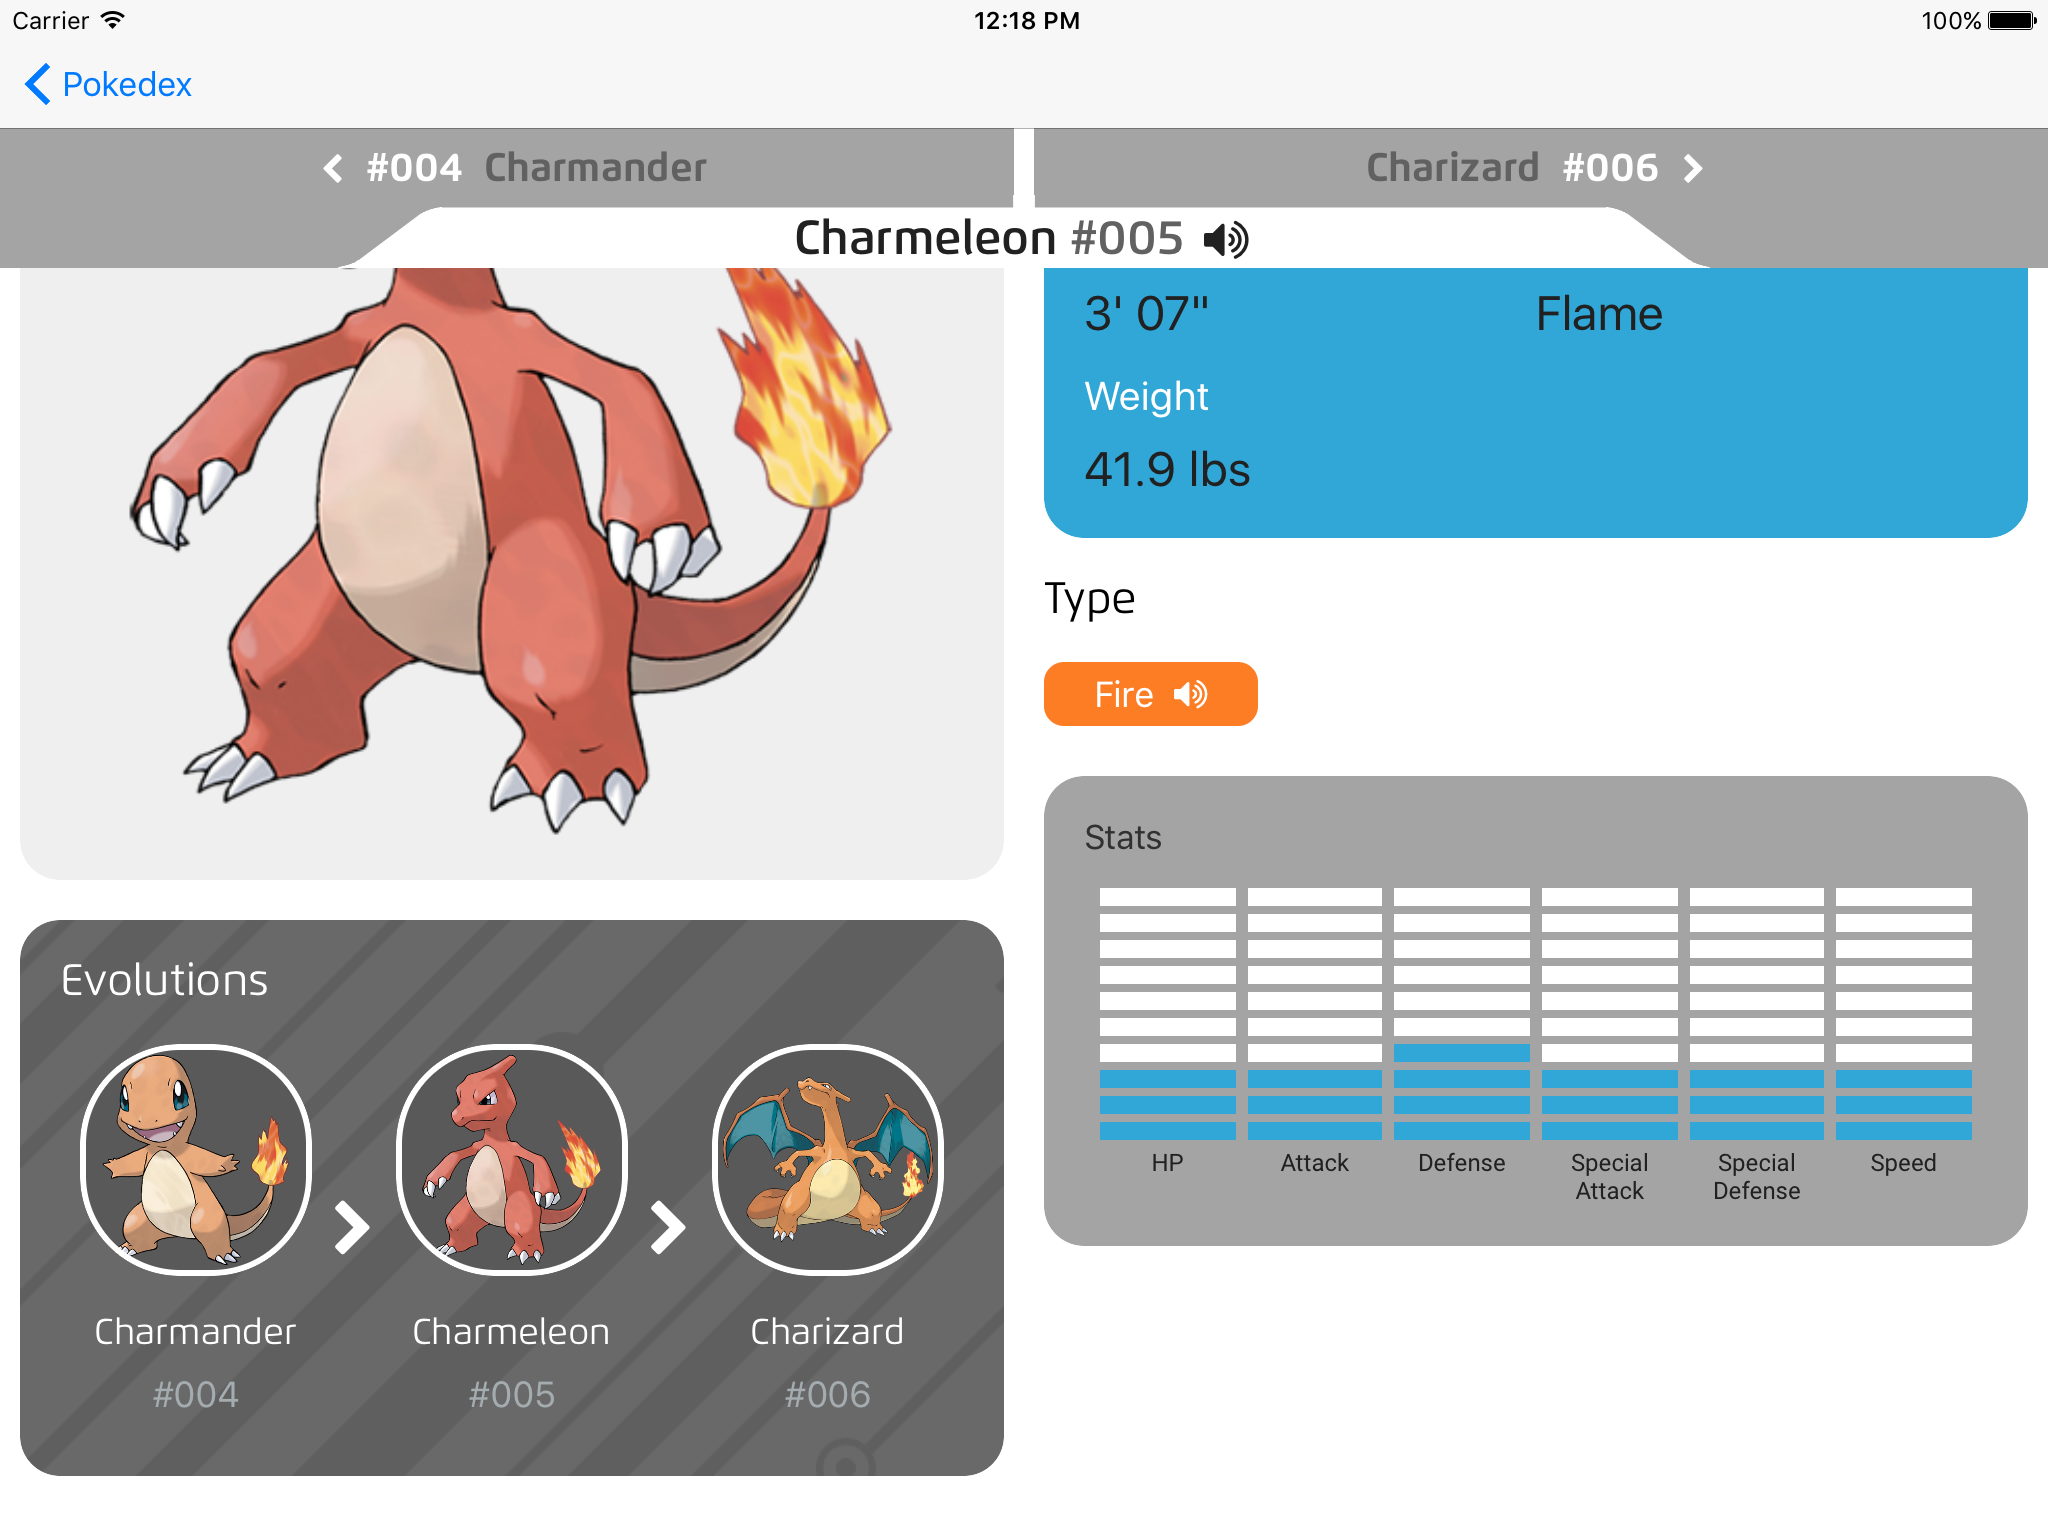 Carrier 12:18 PM 100%
Pokedex
#004 Charmander
Charizard #006
Charmeleon #005
3' 07"
Flame
Weight
41.9 lbs
Type
Fire
Stats
HP
Attack
Defense
Special
Attack
Special
Defense
Speed
Evolutions
Charmander
#004
Charmeleon
#005
Charizard
#006